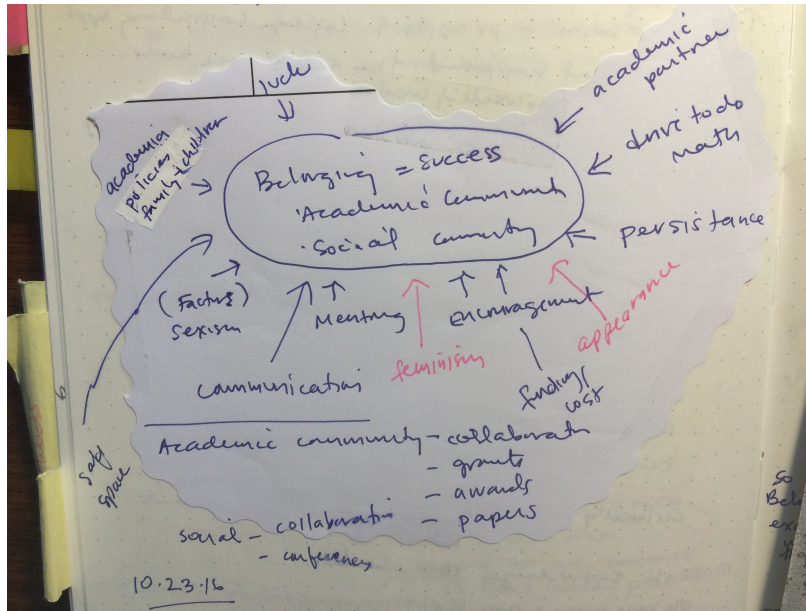 luck
academic
partner
academia
policies
family + children
drive to do
math
Belonging = success
· Academic Community
· Social community
persistance
(Factors)
sexism
Mentoring
feminism
Encouragement
appearance
communication
funding/
cost
safe
space
Academic community - collaboration
- grants
- awards
- papers
social - collaboration
- conferences
10.23.16
so